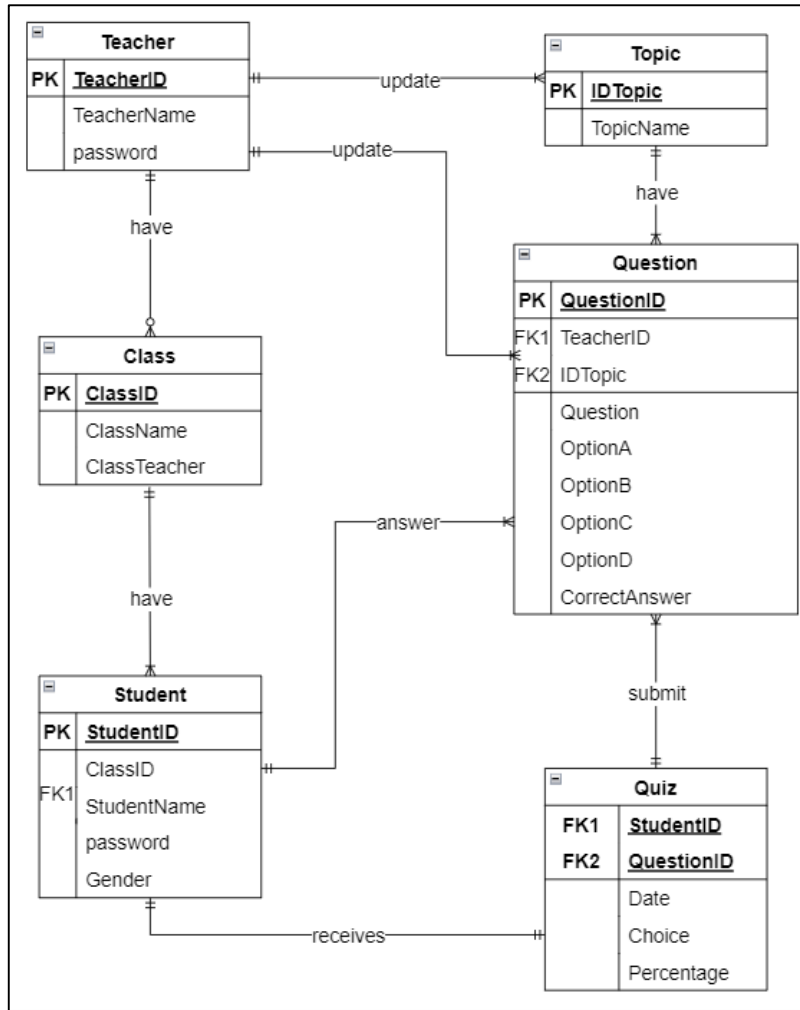 Teacher
PK TeacherID
TeacherName
password
update
Topic
PK IDTopic
TopicName
update
have
have
Question
PK QuestionID
FK1 TeacherID
FK2 IDTopic
Question
OptionA
OptionB
OptionC
OptionD
CorrectAnswer
Class
PK ClassID
ClassName
ClassTeacher
answer
have
Student
PK StudentID
ClassID
FK1
StudentName
password
Gender
submit
Quiz
FK1 StudentID
FK2 QuestionID
Date
Choice
Percentage
receives